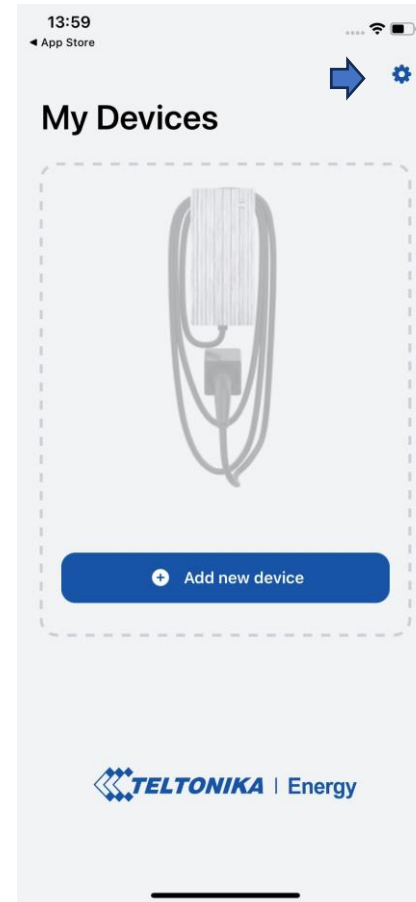 13:59
◀ App Store
My Devices
Add new device
TELTONIKA | Energy